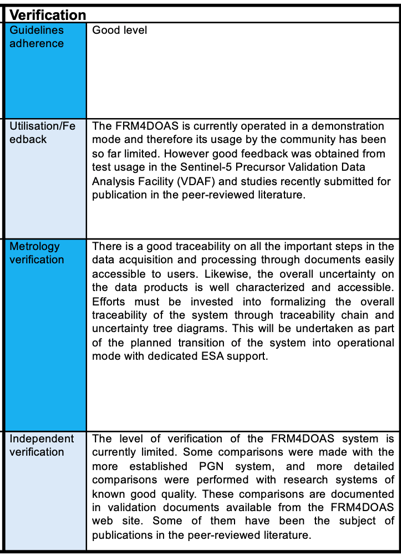 Verification
Guidelines
adherence
Good level
Utilisation/Fe
edback
The FRM4DOAS is currently operated in a demonstration
mode and therefore its usage by the community has been
so far limited. However good feedback was obtained from
test usage in the Sentinel-5 Precursor Validation Data
Analysis Facility (VDAF) and studies recently submitted for
publication in the peer-reviewed literature.
Metrology
verification
There is a good traceability on all the important steps in the
data acquisition and processing through documents easily
accessible to users. Likewise, the overall uncertainty on
the data products is well characterized and accessible.
Efforts must be invested into formalizing the overall
traceability of the system through traceability chain and
uncertainty tree diagrams. This will be undertaken as part
of the planned transition of the system into operational
mode with dedicated ESA support.
Independent
verification
The level of verification of the FRM4DOAS system is
currently limited. Some comparisons were made with the
more established PGN system, and more detailed
comparisons were performed with research systems of
known good quality. These comparisons are documented
in validation documents available from the FRM4DOAS
web site. Some of them have been the subject of
publications in the peer-reviewed literature.